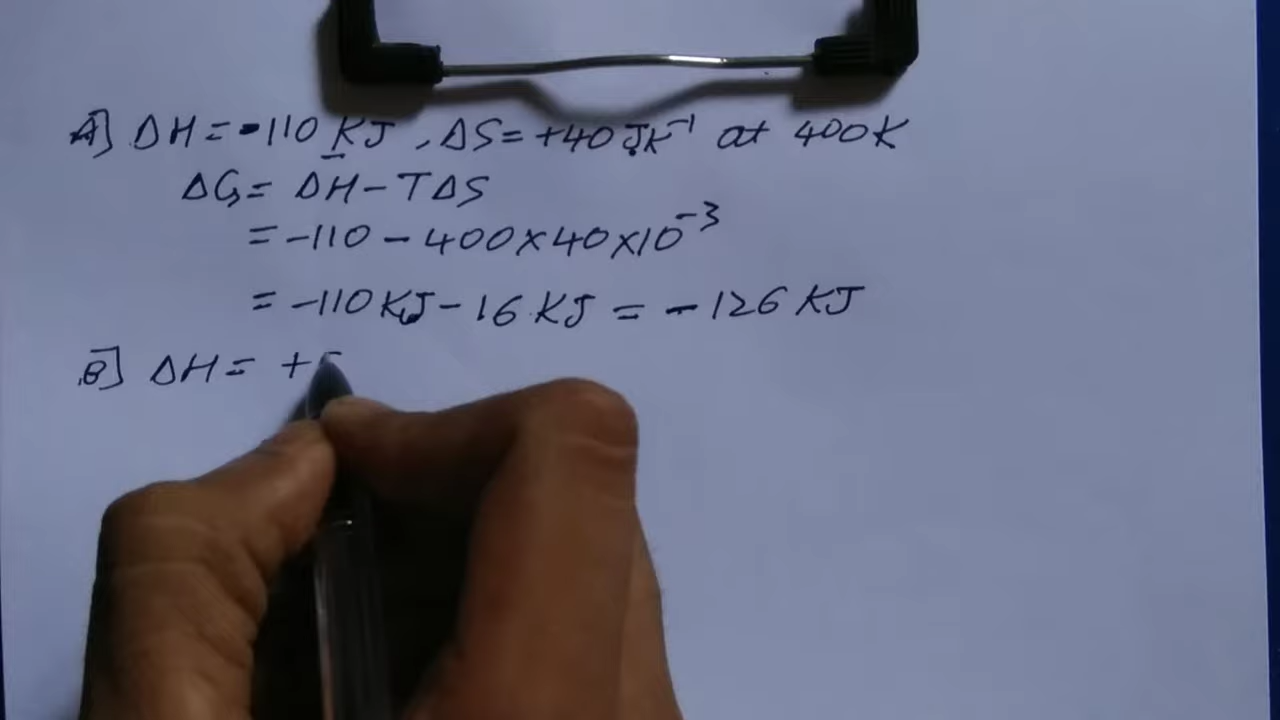 A] ΔH = -110 KJ, ΔS = +40 JK⁻¹ at 400K
ΔG = ΔH - TΔS
= -110 - 400 × 40 × 10⁻³
= -110 KJ - 16 KJ = -126 KJ
B] ΔH = +